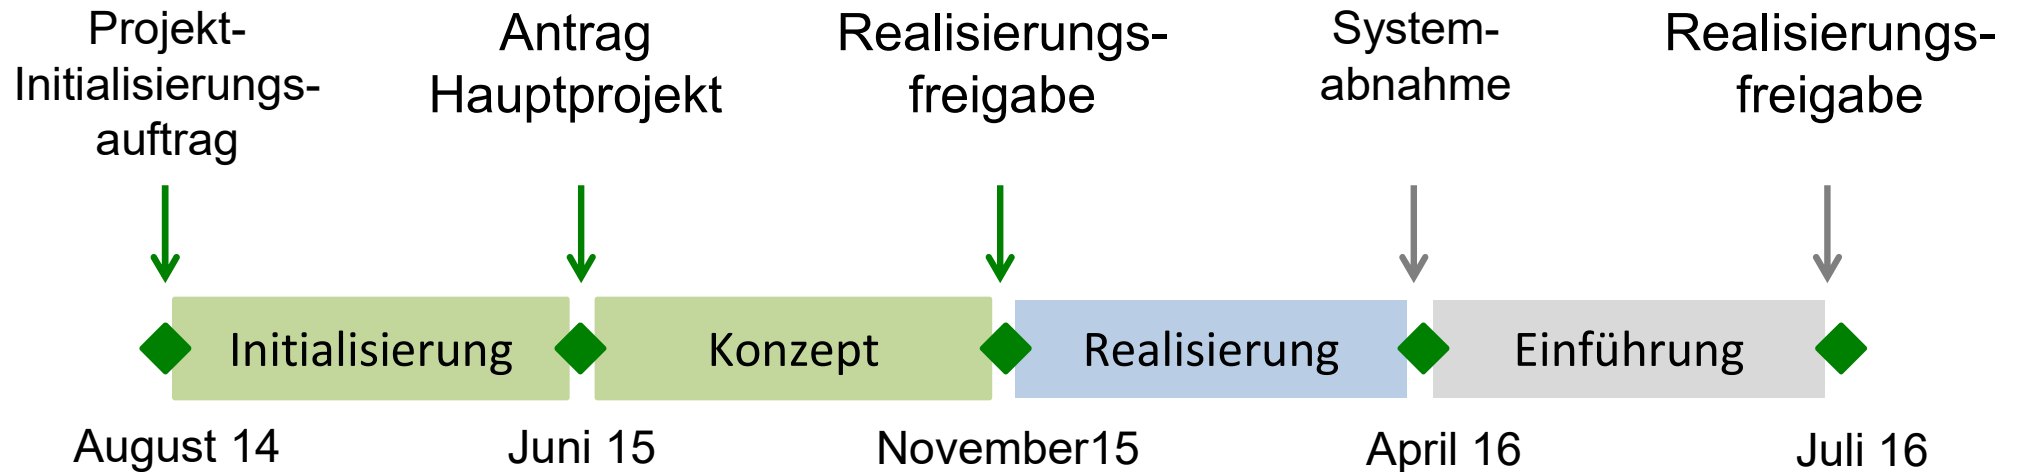 Projekt-
Initialisierungs-
auftrag
Antrag
Hauptprojekt
Realisierungs-
freigabe
System-
abnahme
Realisierungs-
freigabe
Initialisierung
Konzept
Realisierung
Einführung
August 14
Juni 15
November15
April 16
Juli 16